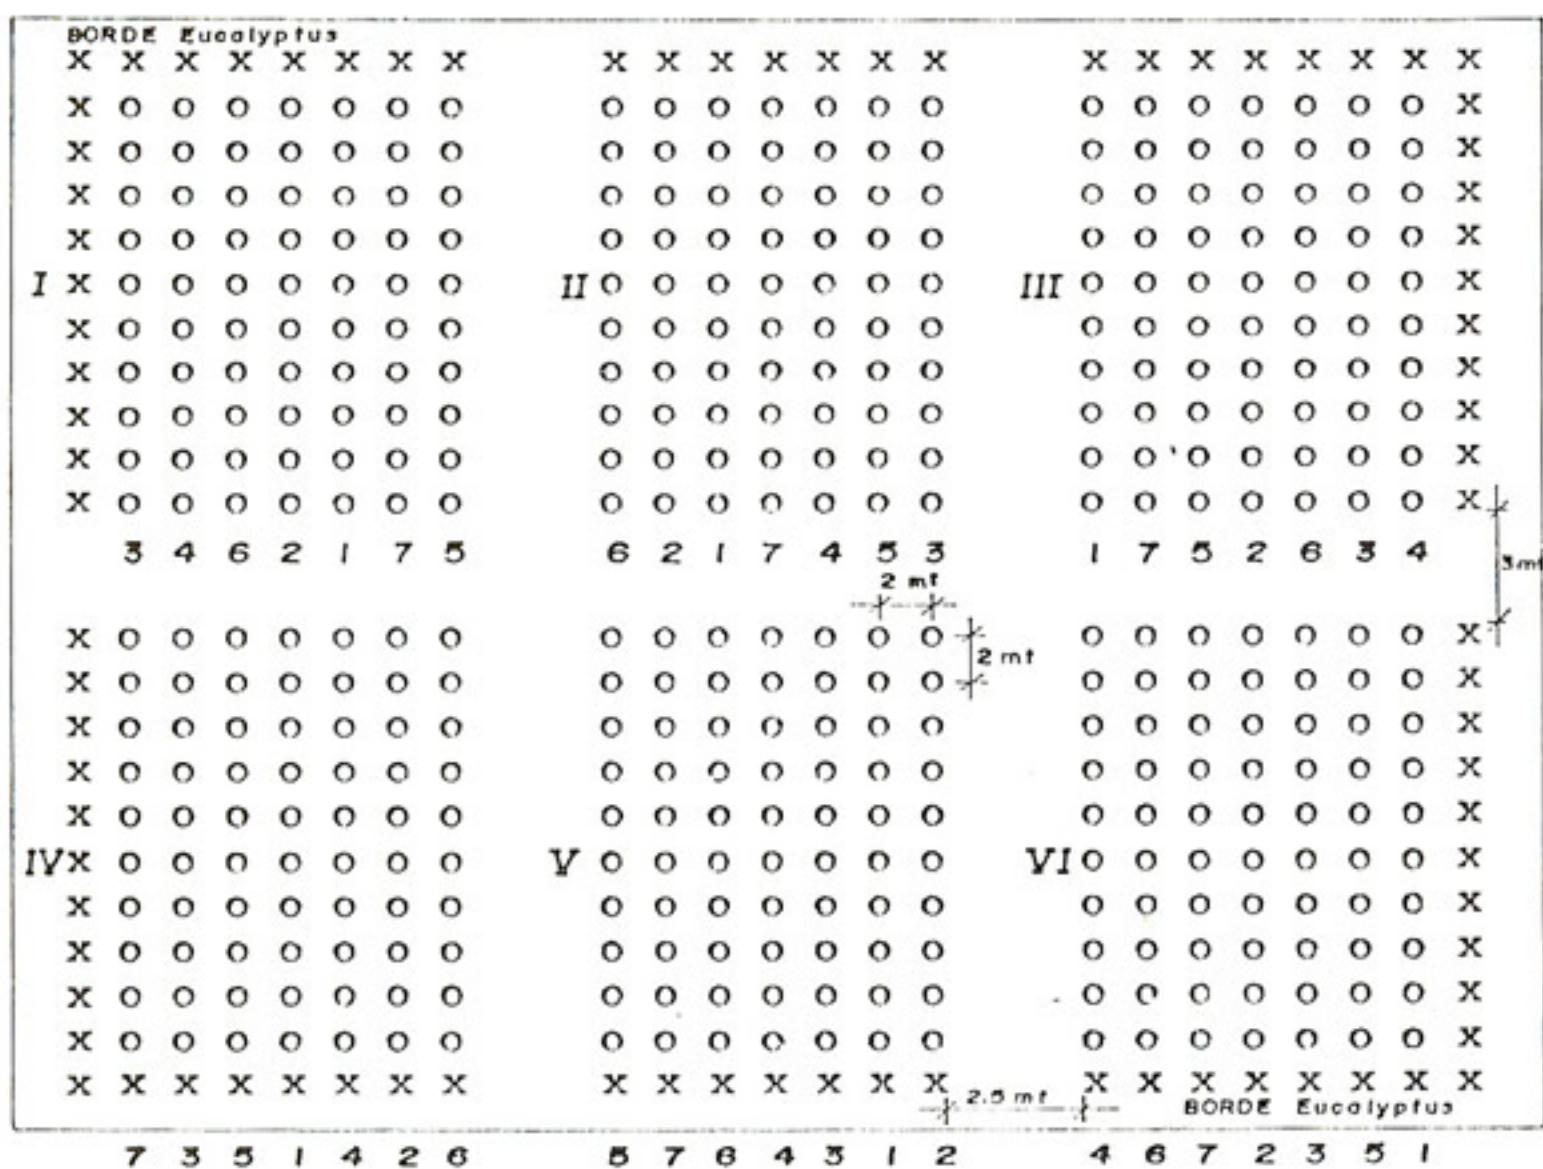 BORDE Eucalyptus
I II III
3 4 6 2 1 7 5 6 2 1 7 4 5 3 1 7 5 2 6 3 4
3 mt
2 mt
2 mt
IV V VI
2.5 mt
BORDE Eucalyptus
7 3 5 1 4 2 6 5 7 6 4 3 1 2 4 6 7 2 3 5 1